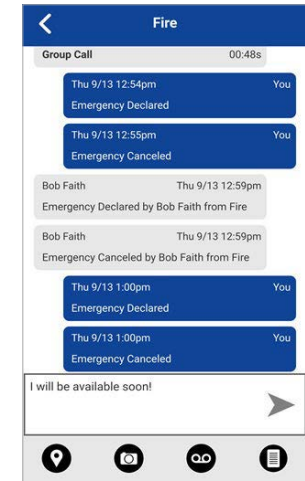 Fire
Group Call 00:48s
Thu 9/13 12:54pm You
Emergency Declared
Thu 9/13 12:55pm You
Emergency Canceled
Bob Faith Thu 9/13 12:59pm
Emergency Declared by Bob Faith from Fire
Bob Faith Thu 9/13 12:59pm
Emergency Canceled by Bob Faith from Fire
Thu 9/13 1:00pm You
Emergency Declared
Thu 9/13 1:00pm You
Emergency Canceled
I will be available soon!